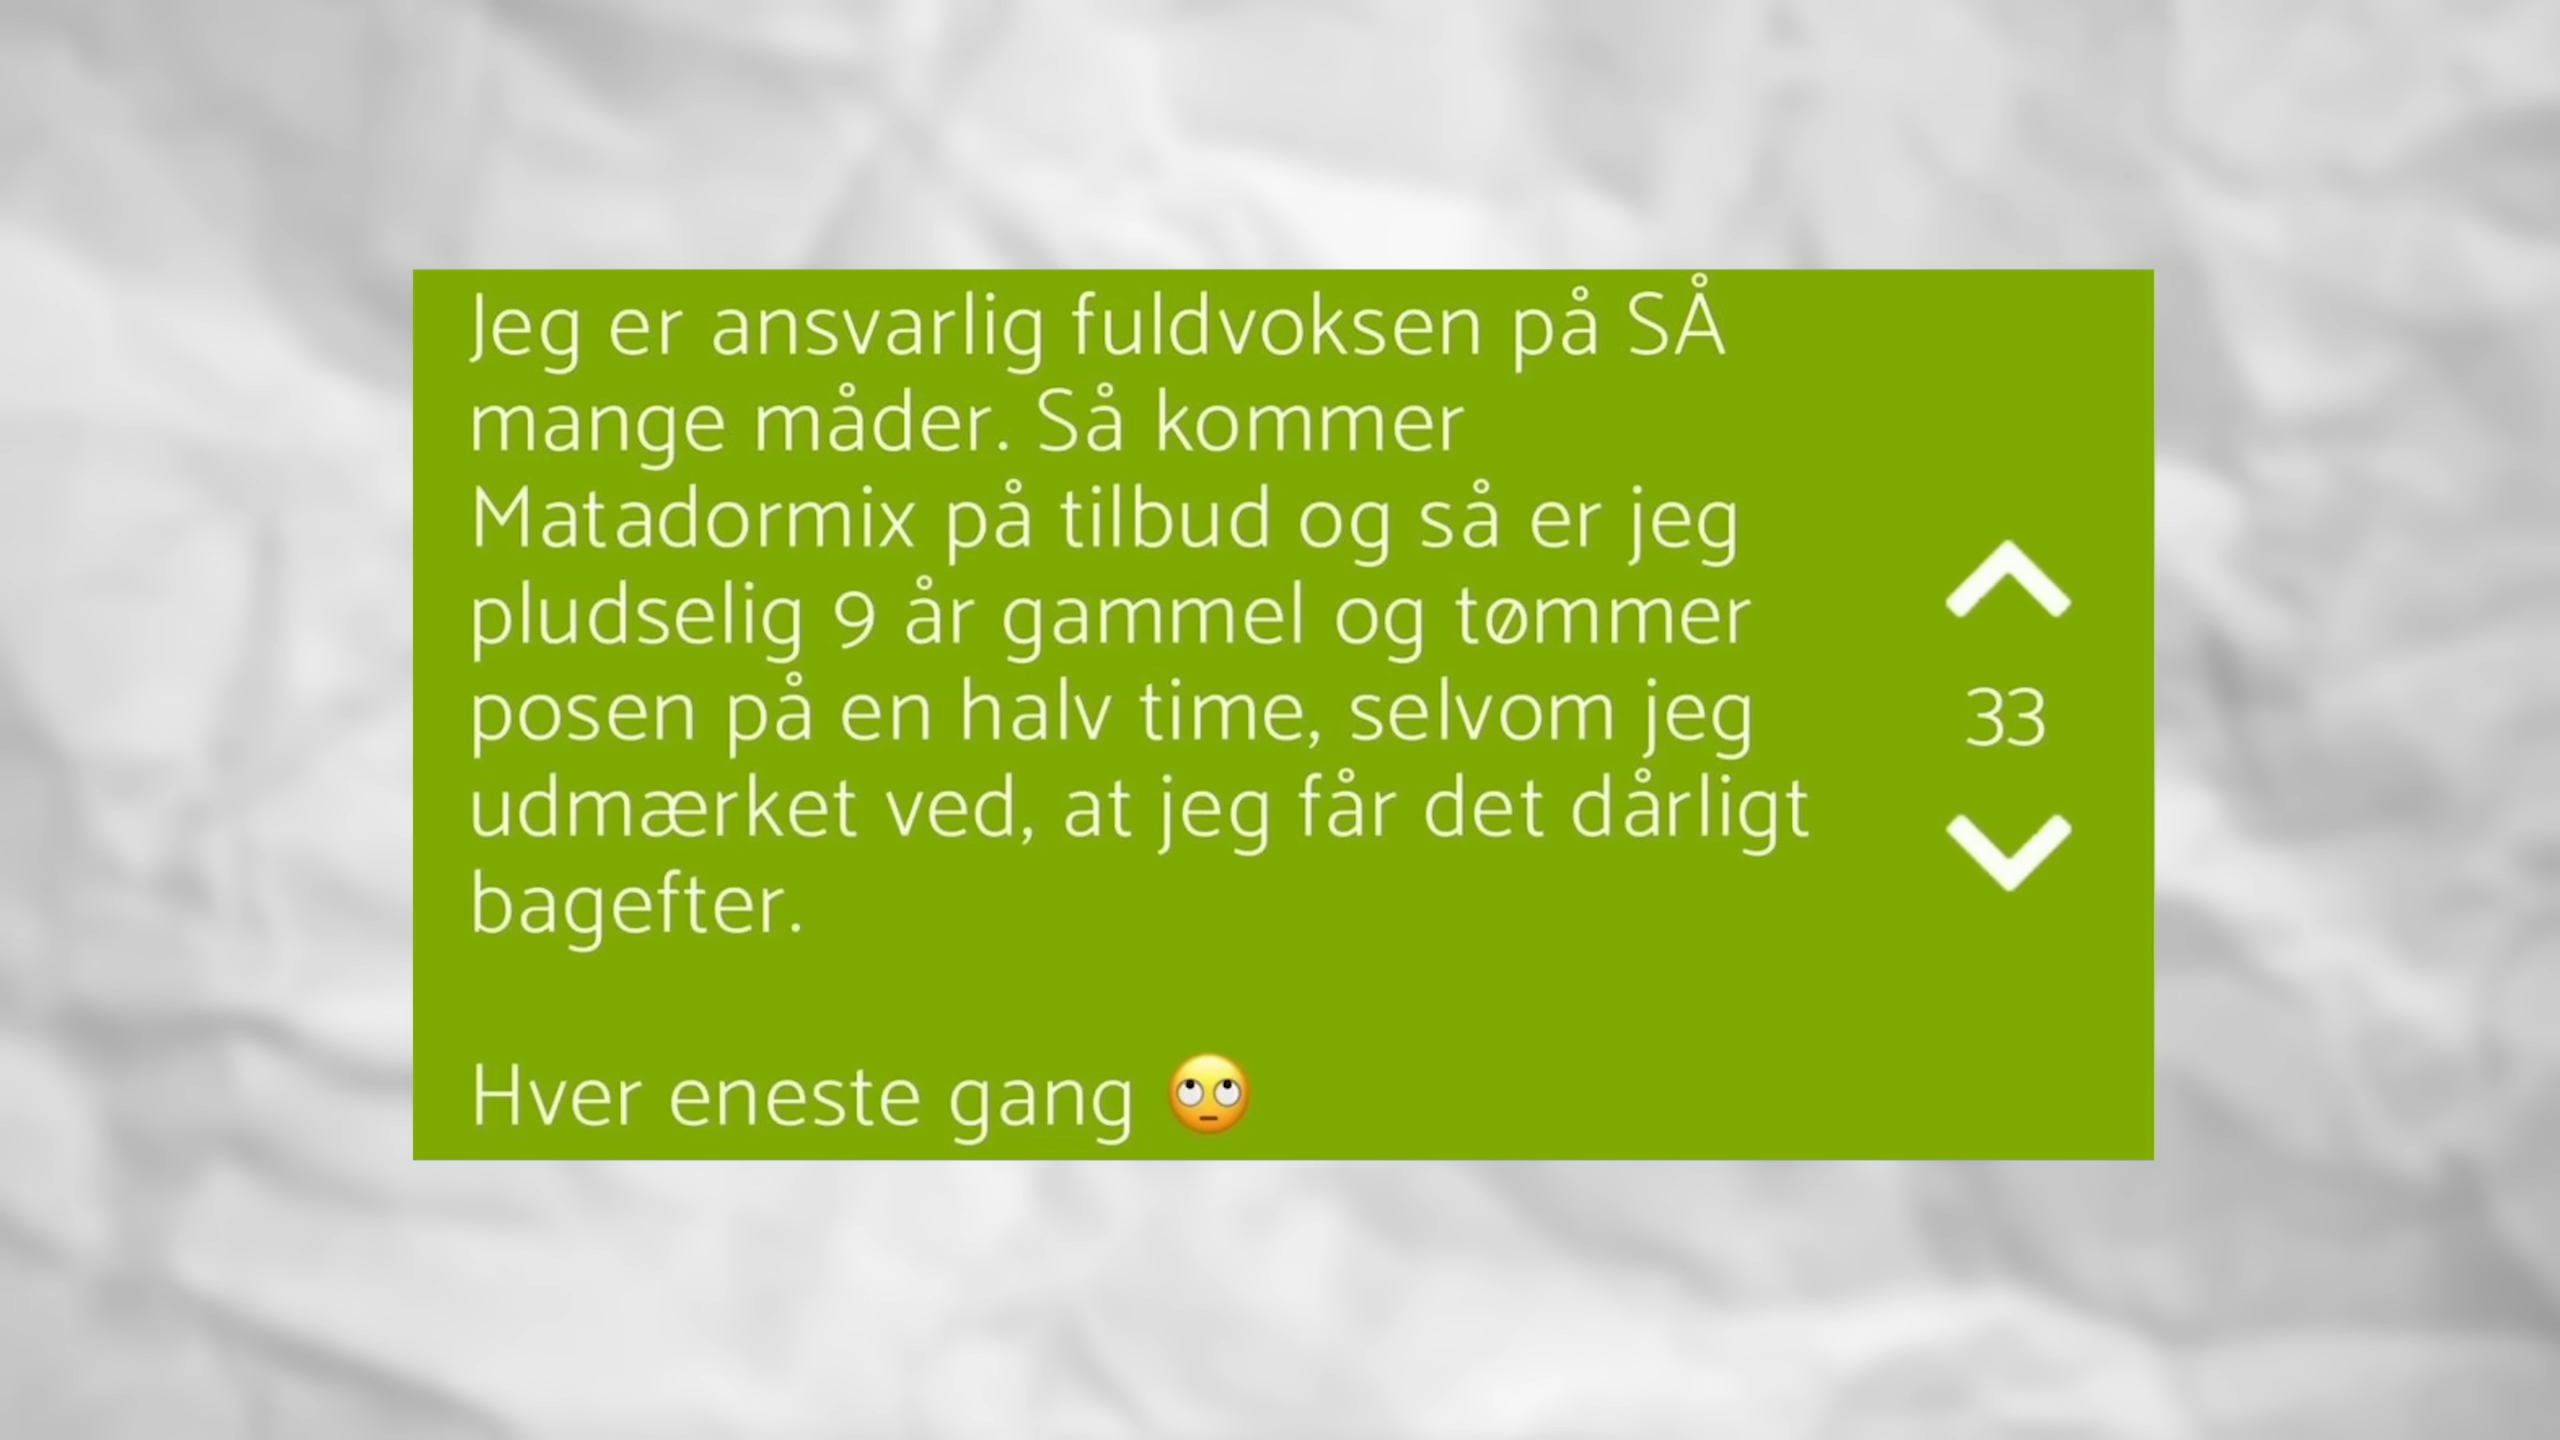 Jeg er ansvarlig fuldvoksen på SÅ
mange måder. Så kommer
Matadormix på tilbud og så er jeg
pludselig 9 år gammel og tømmer
posen på en halv time, selvom jeg
udmærket ved, at jeg får det dårligt
bagefter.
Hver eneste gang 🙄
33